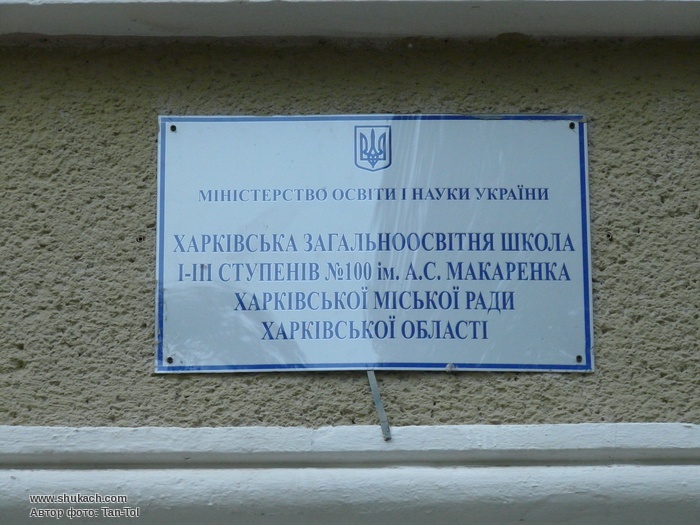 МІНІСТЕРСТВО ОСВІТИ І НАУКИ УКРАЇНИ
ХАРКІВСЬКА ЗАГАЛЬНООСВІТНЯ ШКОЛА
І-ІІІ СТУПЕНІВ №100 ім. А.С. МАКАРЕНКА
ХАРКІВСЬКОЇ МІСЬКОЇ РАДИ
ХАРКІВСЬКОЇ ОБЛАСТІ
www.shukach.com
Автор фото: Tan-Tol